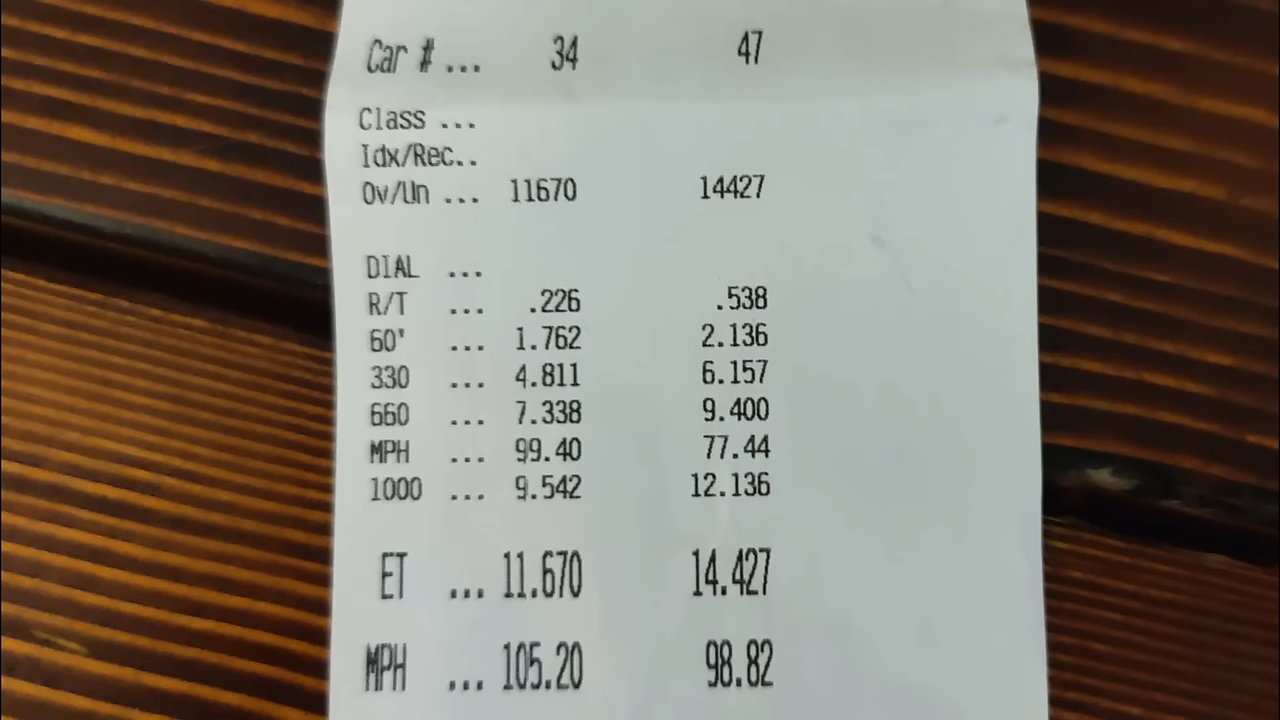 Car # ... 34 47
Class ...
Idx/Rec..
Ov/Un ... 11670 14427
DIAL ...
R/T ... .226 .538
60' ... 1.762 2.136
330 ... 4.811 6.157
660 ... 7.338 9.400
MPH ... 99.40 77.44
1000 ... 9.542 12.136
ET ... 11.670 14.427
MPH ... 105.20 98.82